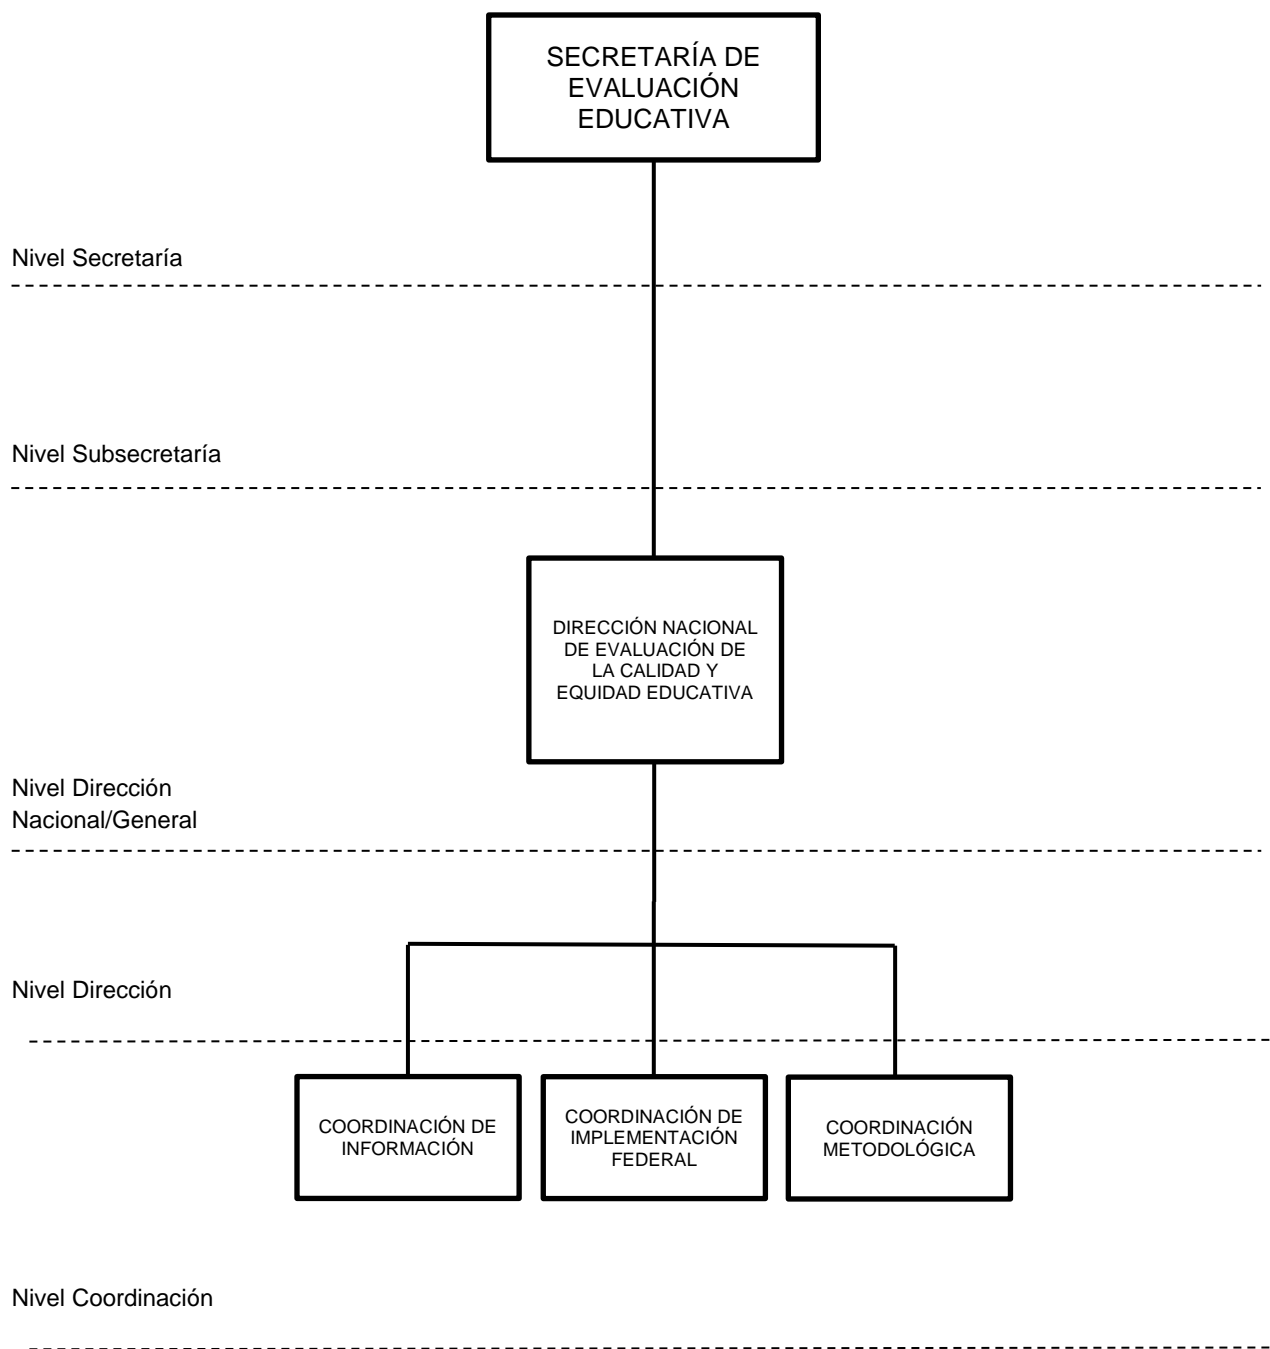 SECRETARÍA DE
EVALUACIÓN
EDUCATIVA
Nivel Secretaría
Nivel Subsecretaría
DIRECCIÓN NACIONAL
DE EVALUACIÓN DE
LA CALIDAD Y
EQUIDAD EDUCATIVA
Nivel Dirección
Nacional/General
Nivel Dirección
COORDINACIÓN DE
INFORMACIÓN
COORDINACIÓN DE
IMPLEMENTACIÓN
FEDERAL
COORDINACIÓN
METODOLÓGICA
Nivel Coordinación